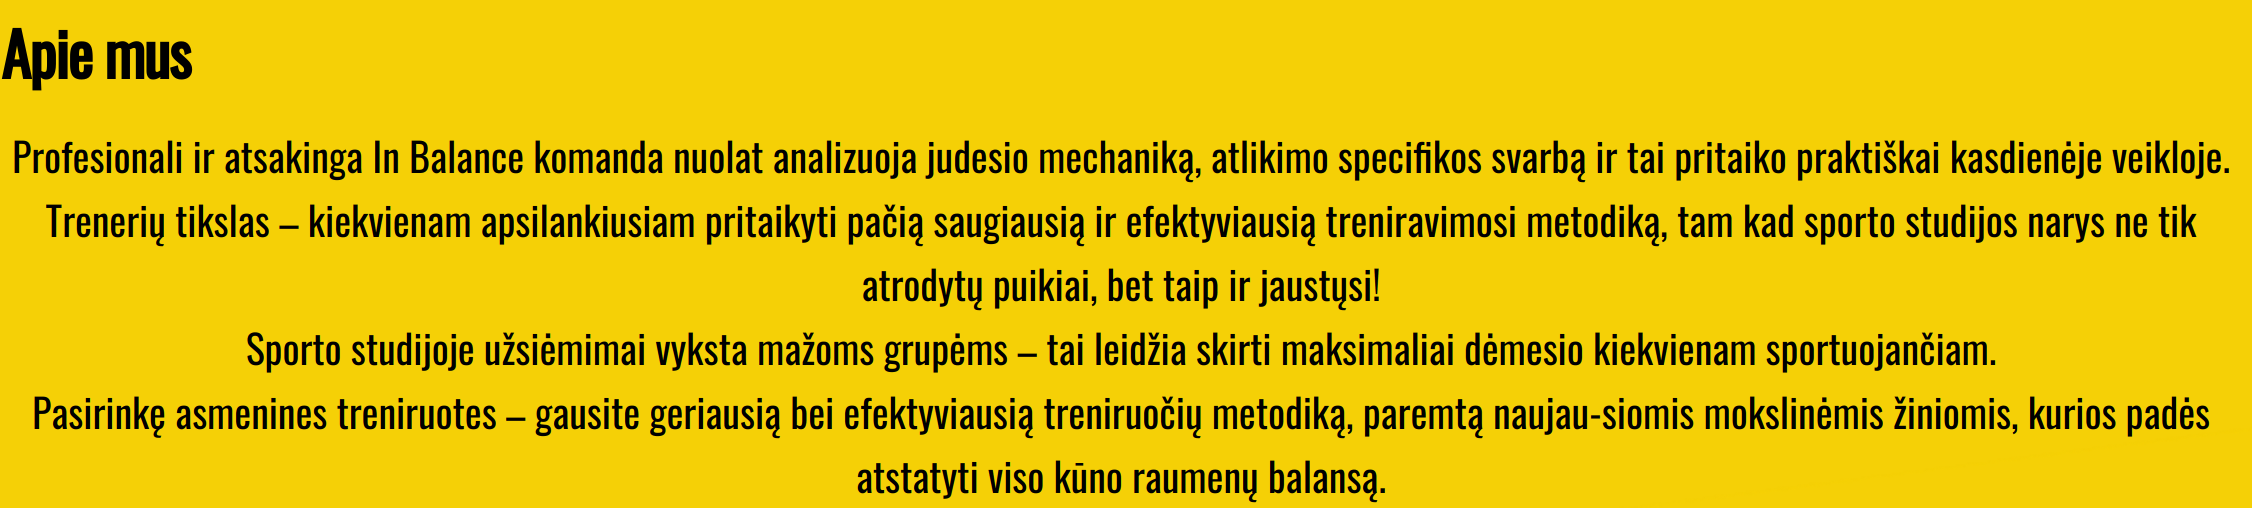 Apie mus
Profesionali ir atsakinga In Balance komanda nuolat analizuoja judesio mechaniką, atlikimo specifikos svarbą ir tai pritaiko praktiškai kasdienėje veikloje.
Trenerių tikslas – kiekvienam apsilankiusiam pritaikyti pačią saugiausią ir efektyviausią treniravimosi metodiką, tam kad sporto studijos narys ne tik
atrodytų puikiai, bet taip ir jaustųsi!
Sporto studijoje užsiėmimai vyksta mažoms grupėms – tai leidžia skirti maksimaliai dėmesio kiekvienam sportuojančiam.
Pasirinkę asmenines treniruotes – gausite geriausią bei efektyviausią treniruočių metodiką, paremtą naujau-siomis mokslinėmis žiniomis, kurios padės
atstatyti viso kūno raumenų balansą.